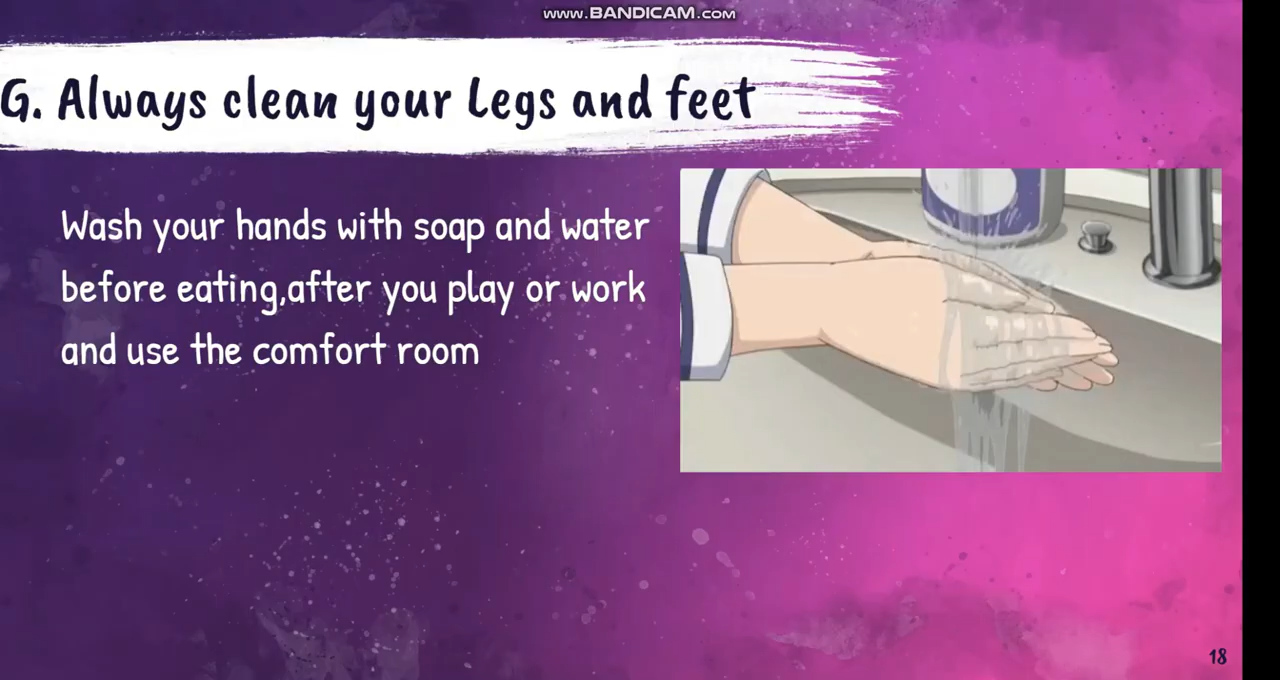 www.BANDICAM.com
G. Always clean your Legs and feet
Wash your hands with soap and water
before eating,after you play or work
and use the comfort room
18